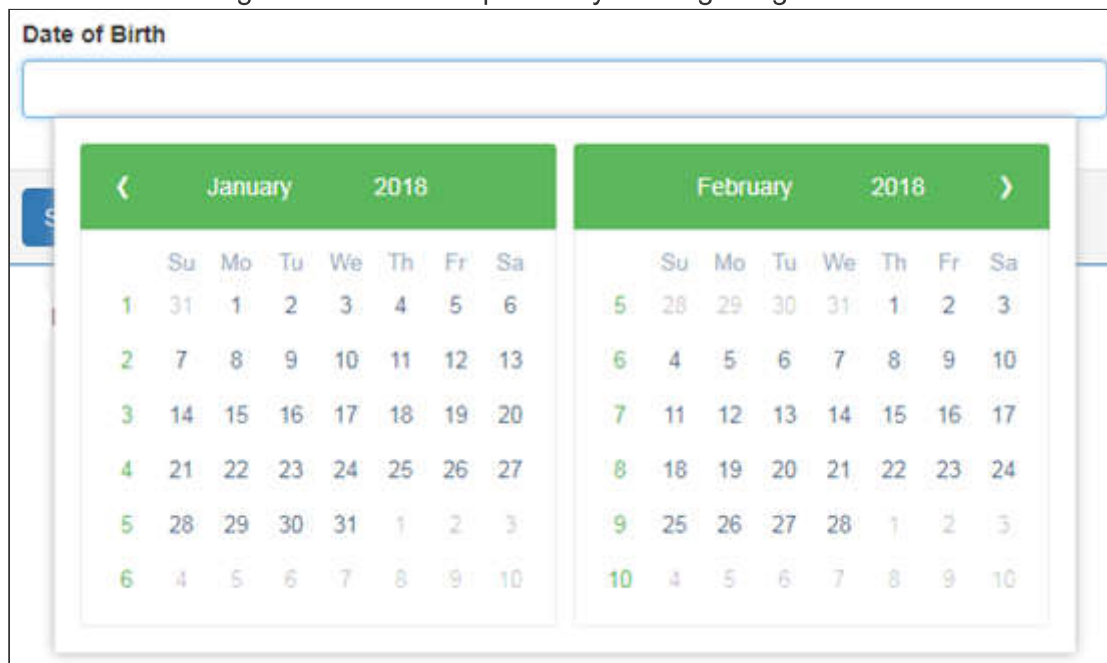 Date of Birth
❮ January 2018
Su Mo Tu We Th Fr Sa
1 31 1 2 3 4 5 6
2 7 8 9 10 11 12 13
3 14 15 16 17 18 19 20
4 21 22 23 24 25 26 27
5 28 29 30 31 1 2 3
6 4 5 6 7 8 9 10
February 2018 ❯
Su Mo Tu We Th Fr Sa
5 28 29 30 31 1 2 3
6 4 5 6 7 8 9 10
7 11 12 13 14 15 16 17
8 18 19 20 21 22 23 24
9 25 26 27 28 1 2 3
10 4 5 6 7 8 9 10